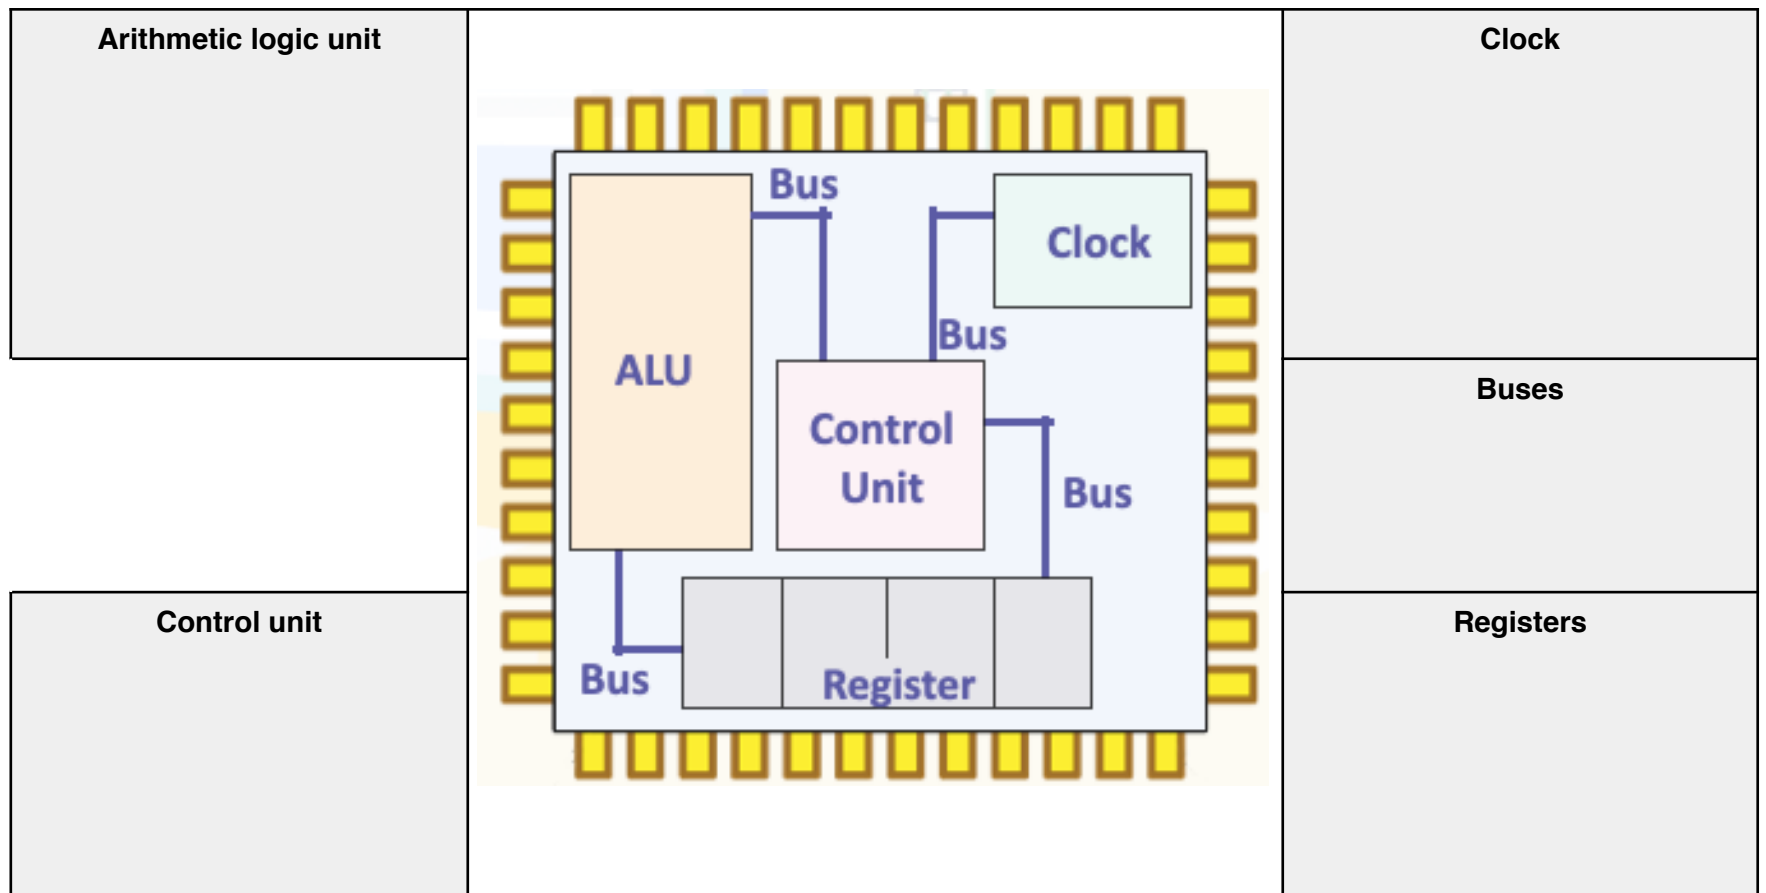 Arithmetic logic unit
Clock
Bus
Clock
Bus
ALU
Buses
Control
Unit
Bus
Control unit
Registers
Bus
Register